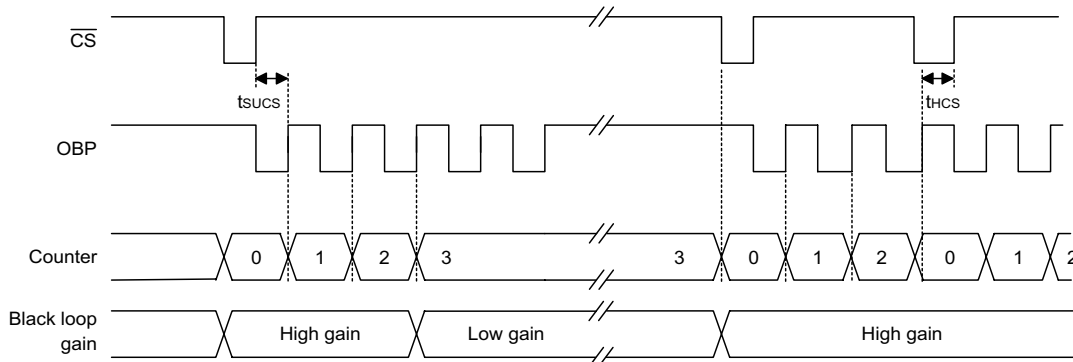 CS
tSUCS
tHCS
OBP
Counter
0 1 2 3 3 0 1 2 0 1 2
Black loop
gain
High gain Low gain High gain